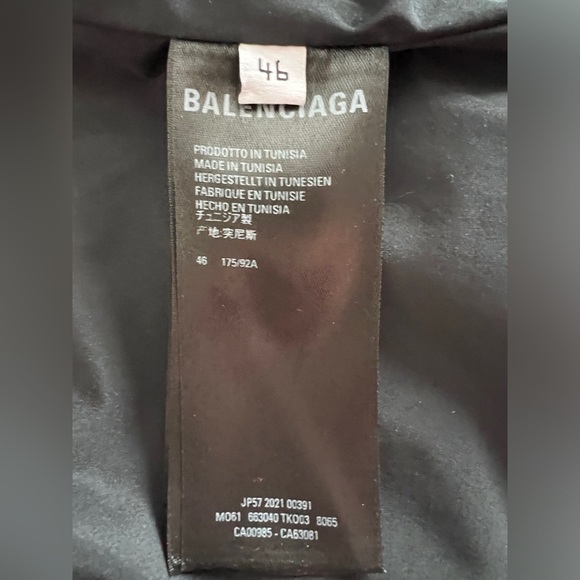 46
BALENCIAGA
PRODOTTO IN TUNISIA
MADE IN TUNISIA
HERGESTELLT IN TUNESIEN
FABRIQUE EN TUNISIE
HECHO EN TUNISIA
チュニジア製
产地:突尼斯
46 175/92A
JP57 2021 00391
MO61 663040 TKO03 8065
CA00985 - CA63081